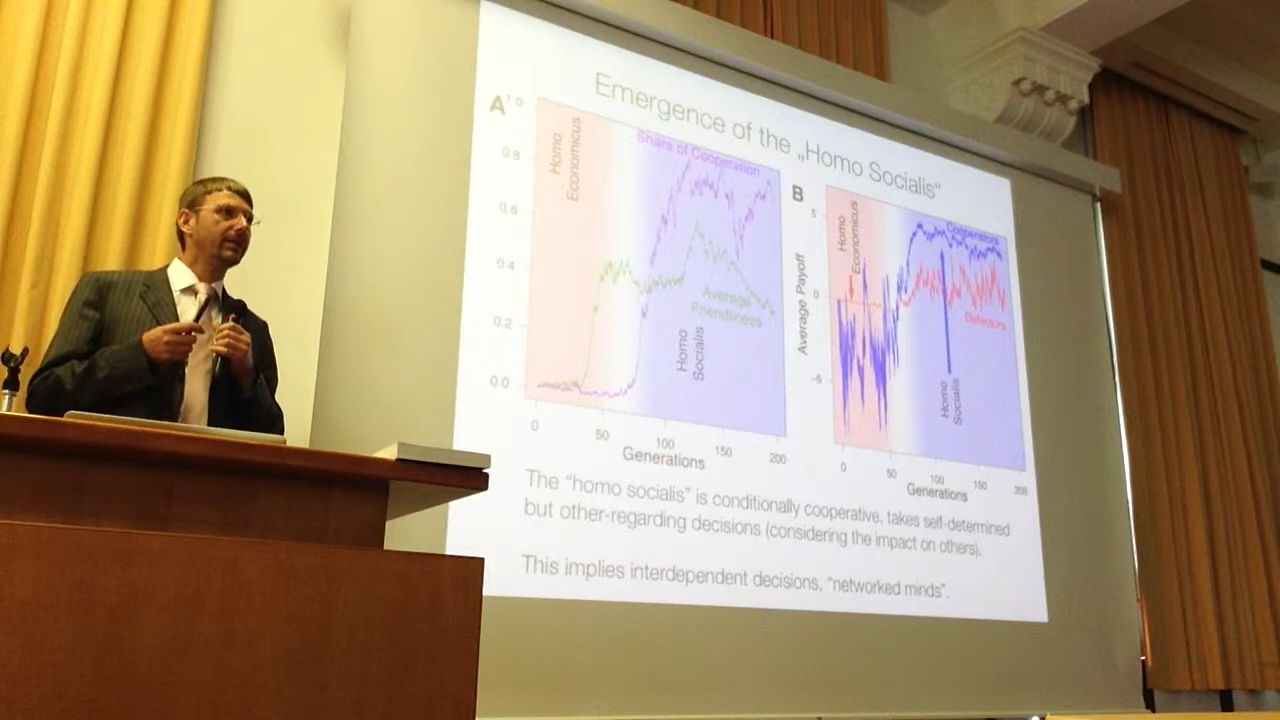 Emergence of the „Homo Socialis“
A
1.0
0.8
0.6
0.4
0.2
0.0
Homo
Economicus
Share of Cooperation
Average
Friendliness
Homo
Socialis
0
50
100
150
200
Generations
B
Average Payoff
5
0
-5
Homo
Economicus
Cooperators
Defectors
Homo
Socialis
0
50
100
150
200
Generations
The “homo socialis” is conditionally cooperative, takes self-determined
but other-regarding decisions (considering the impact on others).
This implies interdependent decisions, “networked minds”.